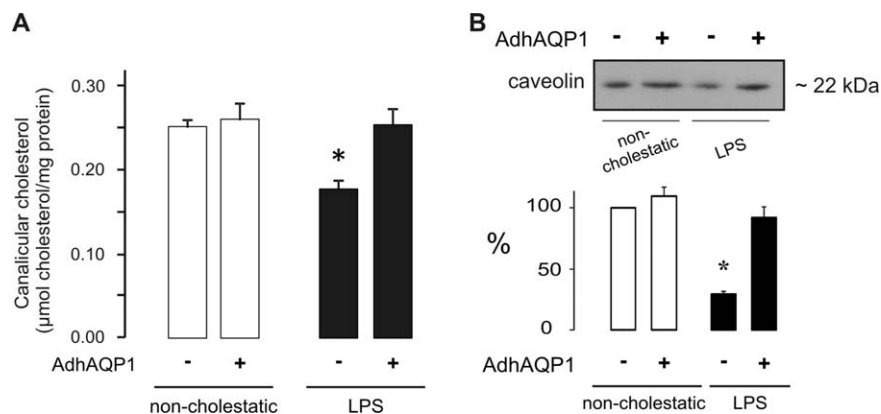 A
Canalicular cholesterol
(μmol cholesterol/mg protein)
0.30
0.20
0.10
0.00
*
AdhAQP1 - + - +
non-cholestatic LPS
B
AdhAQP1 - + - +
caveolin ~ 22 kDa
non-
cholestatic LPS
%
100
50
0
*
AdhAQP1 - + - +
non-cholestatic LPS